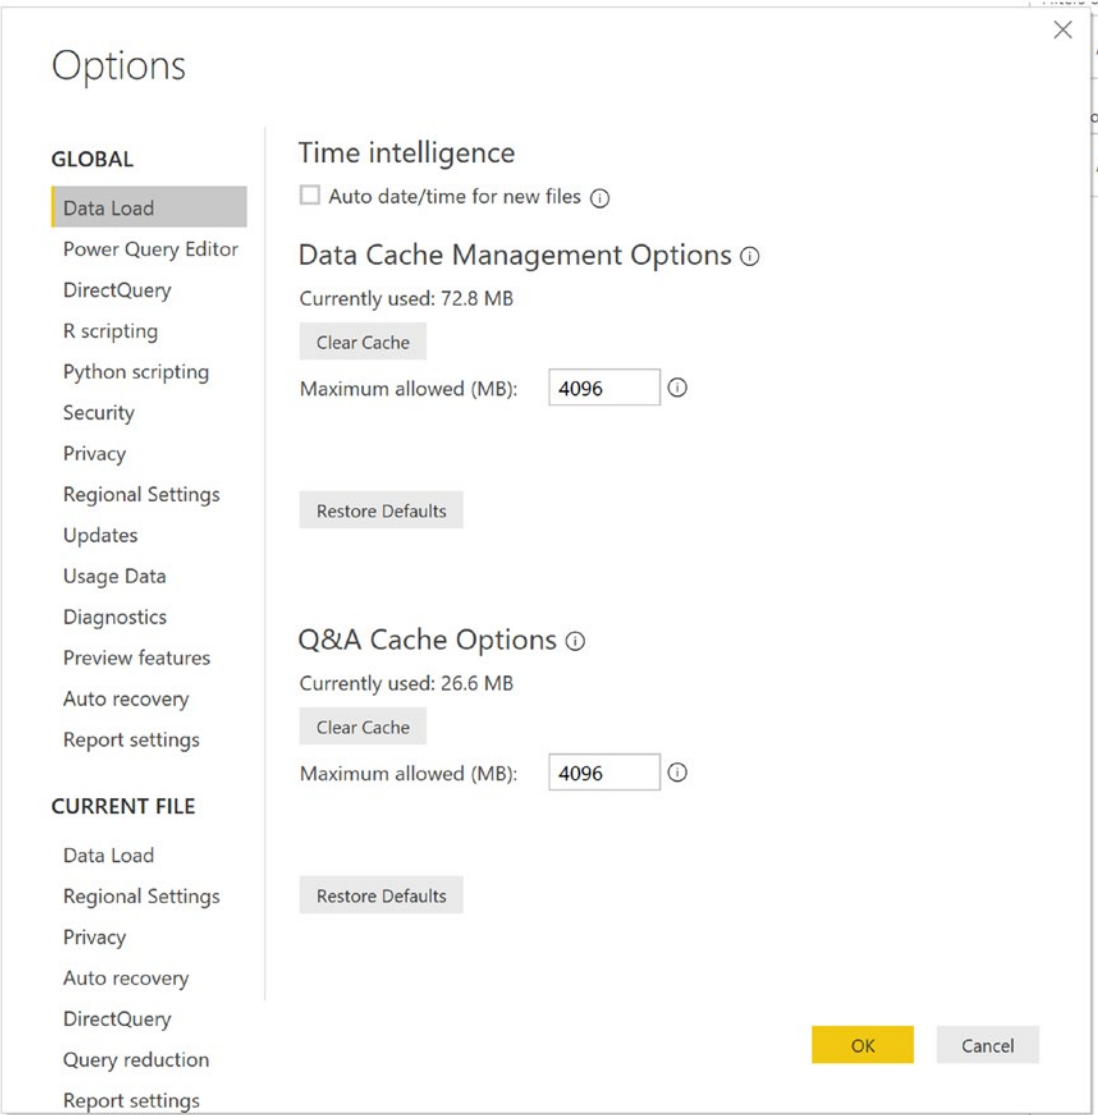 Options
GLOBAL
Data Load
Power Query Editor
DirectQuery
R scripting
Python scripting
Security
Privacy
Regional Settings
Updates
Usage Data
Diagnostics
Preview features
Auto recovery
Report settings
CURRENT FILE
Data Load
Regional Settings
Privacy
Auto recovery
DirectQuery
Query reduction
Report settings
Time intelligence
Auto date/time for new files
Data Cache Management Options
Currently used: 72.8 MB
Clear Cache
Maximum allowed (MB): 4096
Restore Defaults
Q&A Cache Options
Currently used: 26.6 MB
Clear Cache
Maximum allowed (MB): 4096
Restore Defaults
OK Cancel